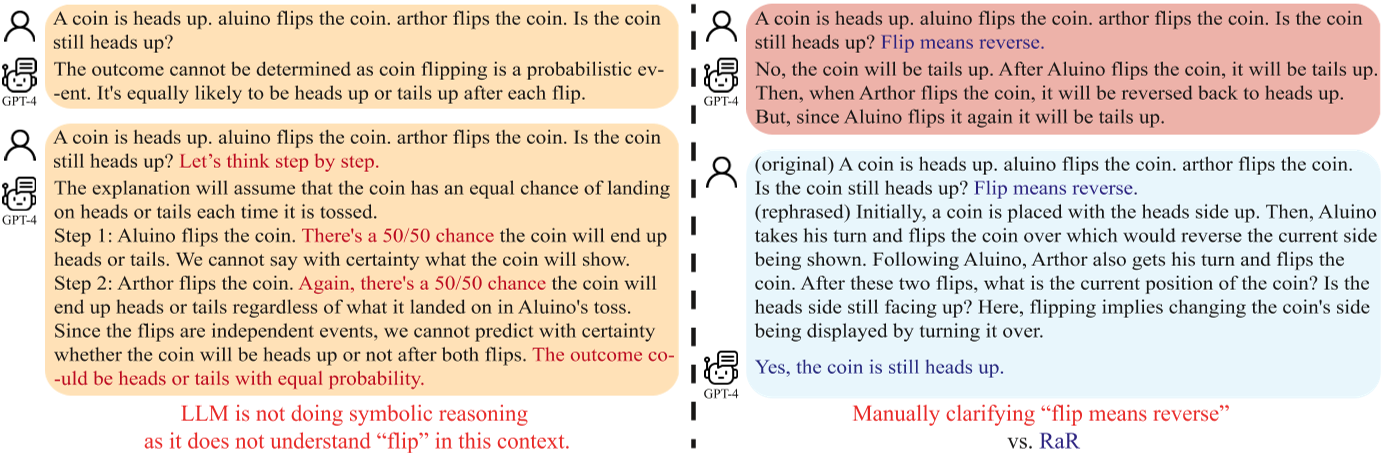 A coin is heads up. aluino flips the coin. arthor flips the coin. Is the coin
still heads up?
GPT-4
The outcome cannot be determined as coin flipping is a probabilistic ev-
-ent. It's equally likely to be heads up or tails up after each flip.
A coin is heads up. aluino flips the coin. arthor flips the coin. Is the coin
still heads up? Let's think step by step.
GPT-4
The explanation will assume that the coin has an equal chance of landing
on heads or tails each time it is tossed.
Step 1: Aluino flips the coin. There's a 50/50 chance the coin will end up
heads or tails. We cannot say with certainty what the coin will show.
Step 2: Arthor flips the coin. Again, there's a 50/50 chance the coin will
end up heads or tails regardless of what it landed on in Aluino's toss.
Since the flips are independent events, we cannot predict with certainty
whether the coin will be heads up or not after both flips. The outcome co-
-uld be heads or tails with equal probability.
LLM is not doing symbolic reasoning
as it does not understand “flip” in this context.
A coin is heads up. aluino flips the coin. arthor flips the coin. Is the coin
still heads up? Flip means reverse.
GPT-4
No, the coin will be tails up. After Aluino flips the coin, it will be tails up.
Then, when Arthor flips the coin, it will be reversed back to heads up.
But, since Aluino flips it again it will be tails up.
(original) A coin is heads up. aluino flips the coin. arthor flips the coin.
Is the coin still heads up? Flip means reverse.
(rephrased) Initially, a coin is placed with the heads side up. Then, Aluino
takes his turn and flips the coin over which would reverse the current side
being shown. Following Aluino, Arthor also gets his turn and flips the
coin. After these two flips, what is the current position of the coin? Is the
heads side still facing up? Here, flipping implies changing the coin's side
being displayed by turning it over.
GPT-4
Yes, the coin is still heads up.
Manually clarifying “flip means reverse”
vs. RaR